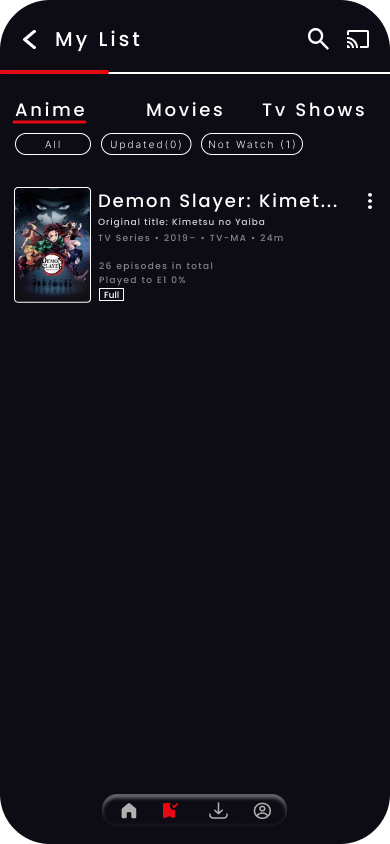 My List
Anime Movies Tv Shows
All Updated(0) Not Watch (1)
Demon Slayer: Kimet...
Original title: Kimetsu no Yaiba
TV Series • 2019– • TV-MA • 24m
26 episodes in total
Played to E1 0%
Full
DEMON
SLAYER